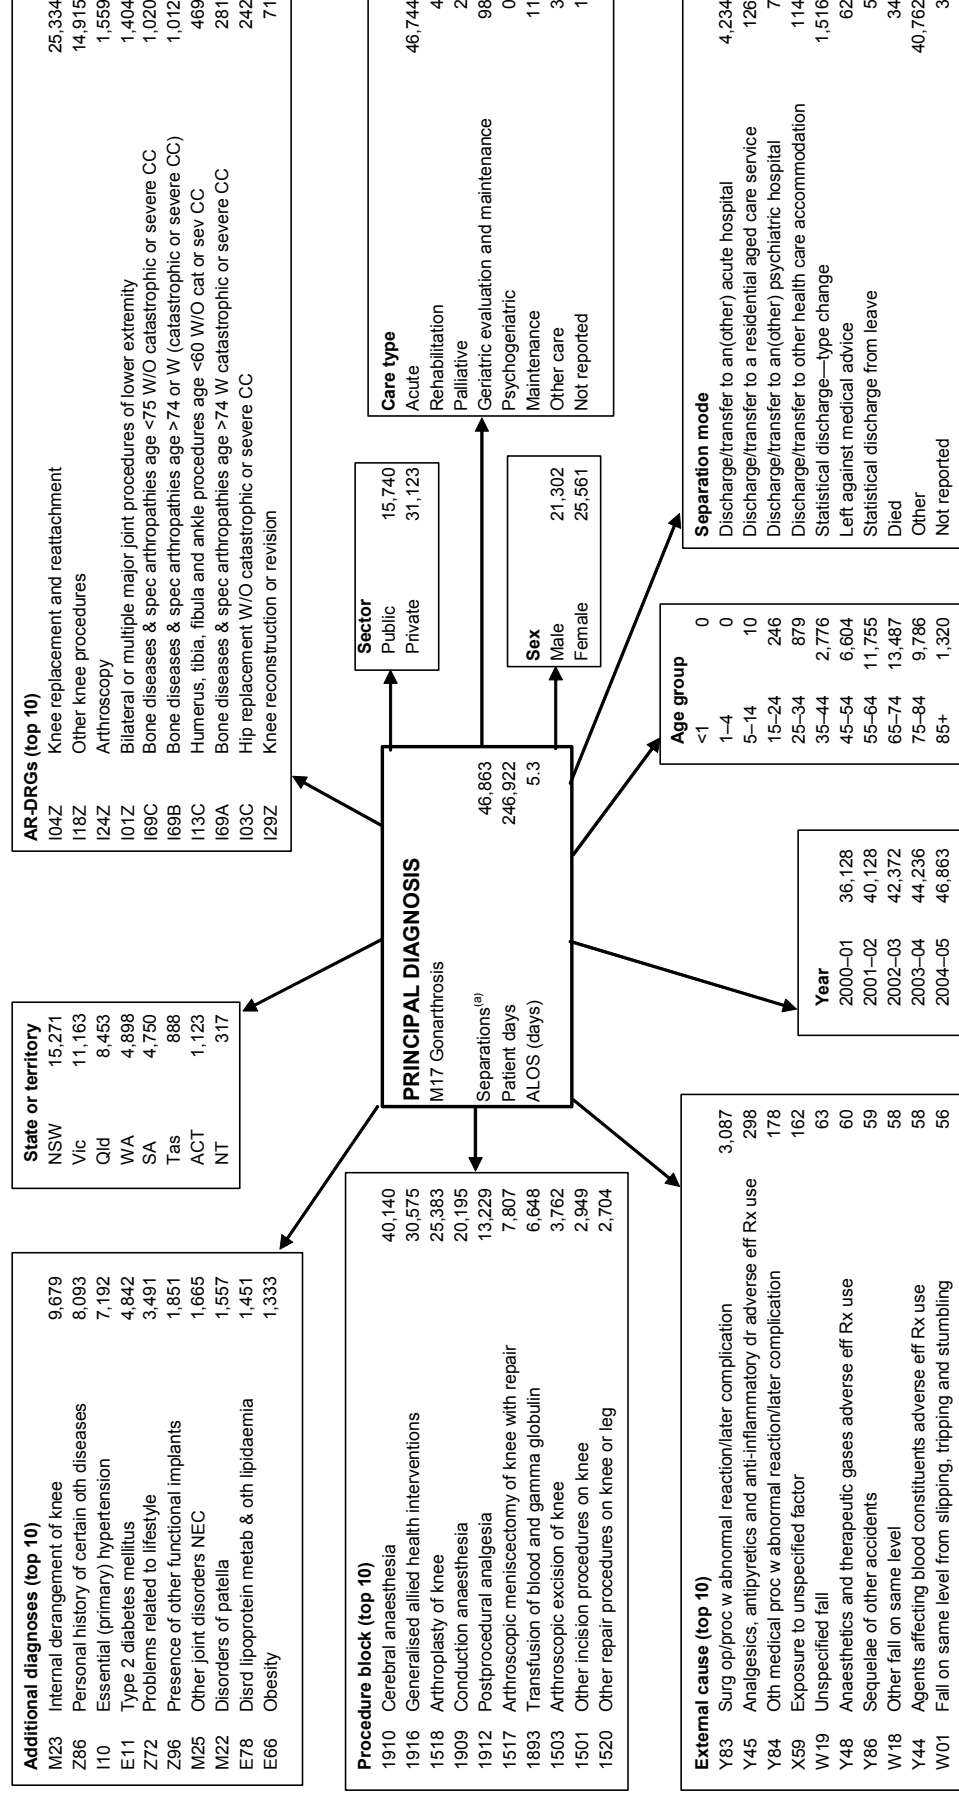 Additional diagnoses (top 10)
M23 Internal derangement of knee 9,679
Z86 Personal history of certain oth diseases 8,093
I10 Essential (primary) hypertension 7,192
E11 Type 2 diabetes mellitus 4,842
Z72 Problems related to lifestyle 3,491
Z96 Presence of other functional implants 1,851
M25 Other joint disorders NEC 1,665
M22 Disorders of patella 1,557
E78 Disrd lipoprotein metab & oth lipidaemia 1,451
E66 Obesity 1,333
State or territory
NSW 15,271
Vic 11,163
Qld 8,453
WA 4,898
SA 4,750
Tas 888
ACT 1,123
NT 317
AR-DRGs (top 10)
I04Z Knee replacement and reattachment 25,334
I18Z Other knee procedures 14,915
I24Z Arthroscopy 1,559
I01Z Bilateral or multiple major joint procedures of lower extremity 1,404
I69C Bone diseases & spec arthropathies age <75 W/O catastrophic or severe CC 1,020
I69B Bone diseases & spec arthropathies age >74 or W (catastrophic or severe CC) 1,012
I13C Humerus, tibia, fibula and ankle procedures age <60 W/O cat or sev CC 469
I69A Bone diseases & spec arthropathies age >74 W catastrophic or severe CC 281
I03C Hip replacement W/O catastrophic or severe CC 242
I29Z Knee reconstruction or revision 71
Procedure block (top 10)
1910 Cerebral anaesthesia 40,140
1916 Generalised allied health interventions 30,575
1518 Arthroplasty of knee 25,383
1909 Conduction anaesthesia 20,195
1912 Postprocedural analgesia 13,229
1517 Arthroscopic meniscectomy of knee with repair 7,807
1893 Transfusion of blood and gamma globulin 6,648
1503 Arthroscopic excision of knee 3,762
1501 Other incision procedures on knee 2,949
1520 Other repair procedures on knee or leg 2,704
PRINCIPAL DIAGNOSIS
M17 Gonarthrosis
Separations(a) 46,863
Patient days 246,922
ALOS (days) 5.3
Sector
Public 15,740
Private 31,123
Sex
Male 21,302
Female 25,561
Care type
Acute 46,744
Rehabilitation 4
Palliative 2
Geriatric evaluation and maintenance 98
Psychogeriatric 0
Maintenance 11
Other care 3
Not reported 1
External cause (top 10)
Y83 Surg op/proc w abnormal reaction/later complication 3,087
Y45 Analgesics, antipyretics and anti-inflammatory dr adverse eff Rx use 298
Y84 Oth medical proc w abnormal reaction/later complication 178
X59 Exposure to unspecified factor 162
W19 Unspecified fall 63
Y48 Anaesthetics and therapeutic gases adverse eff Rx use 60
Y86 Sequelae of other accidents 59
W18 Other fall on same level 58
Y44 Agents affecting blood constituents adverse eff Rx use 58
W01 Fall on same level from slipping, tripping and stumbling 56
Year
2000–01 36,128
2001–02 40,128
2002–03 42,372
2003–04 44,236
2004–05 46,863
Age group
<1 0
1–4 0
5–14 10
15–24 246
25–34 879
35–44 2,776
45–54 6,604
55–64 11,755
65–74 13,487
75–84 9,786
85+ 1,320
Separation mode
Discharge/transfer to an(other) acute hospital 4,234
Discharge/transfer to a residential aged care service 126
Discharge/transfer to an(other) psychiatric hospital 7
Discharge/transfer to other health care accommodation 114
Statistical discharge—type change 1,516
Left against medical advice 62
Statistical discharge from leave 5
Died 34
Other 40,762
Not reported 3